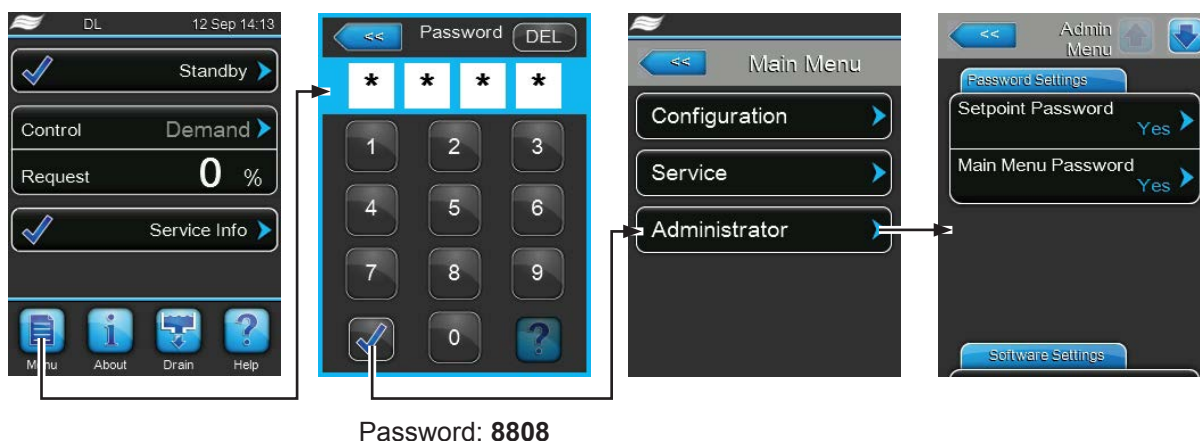 DL 12 Sep 14:13
Standby
Control Demand
Request 0 %
Service Info
Menu About Drain Help
<< Password DEL
* * * *
1 2 3
4 5 6
7 8 9
0 ?
Password: 8808
<< Main Menu
Configuration
Service
Administrator
<< Admin
Menu
Password Settings
Setpoint Password
Yes
Main Menu Password
Yes
Software Settings